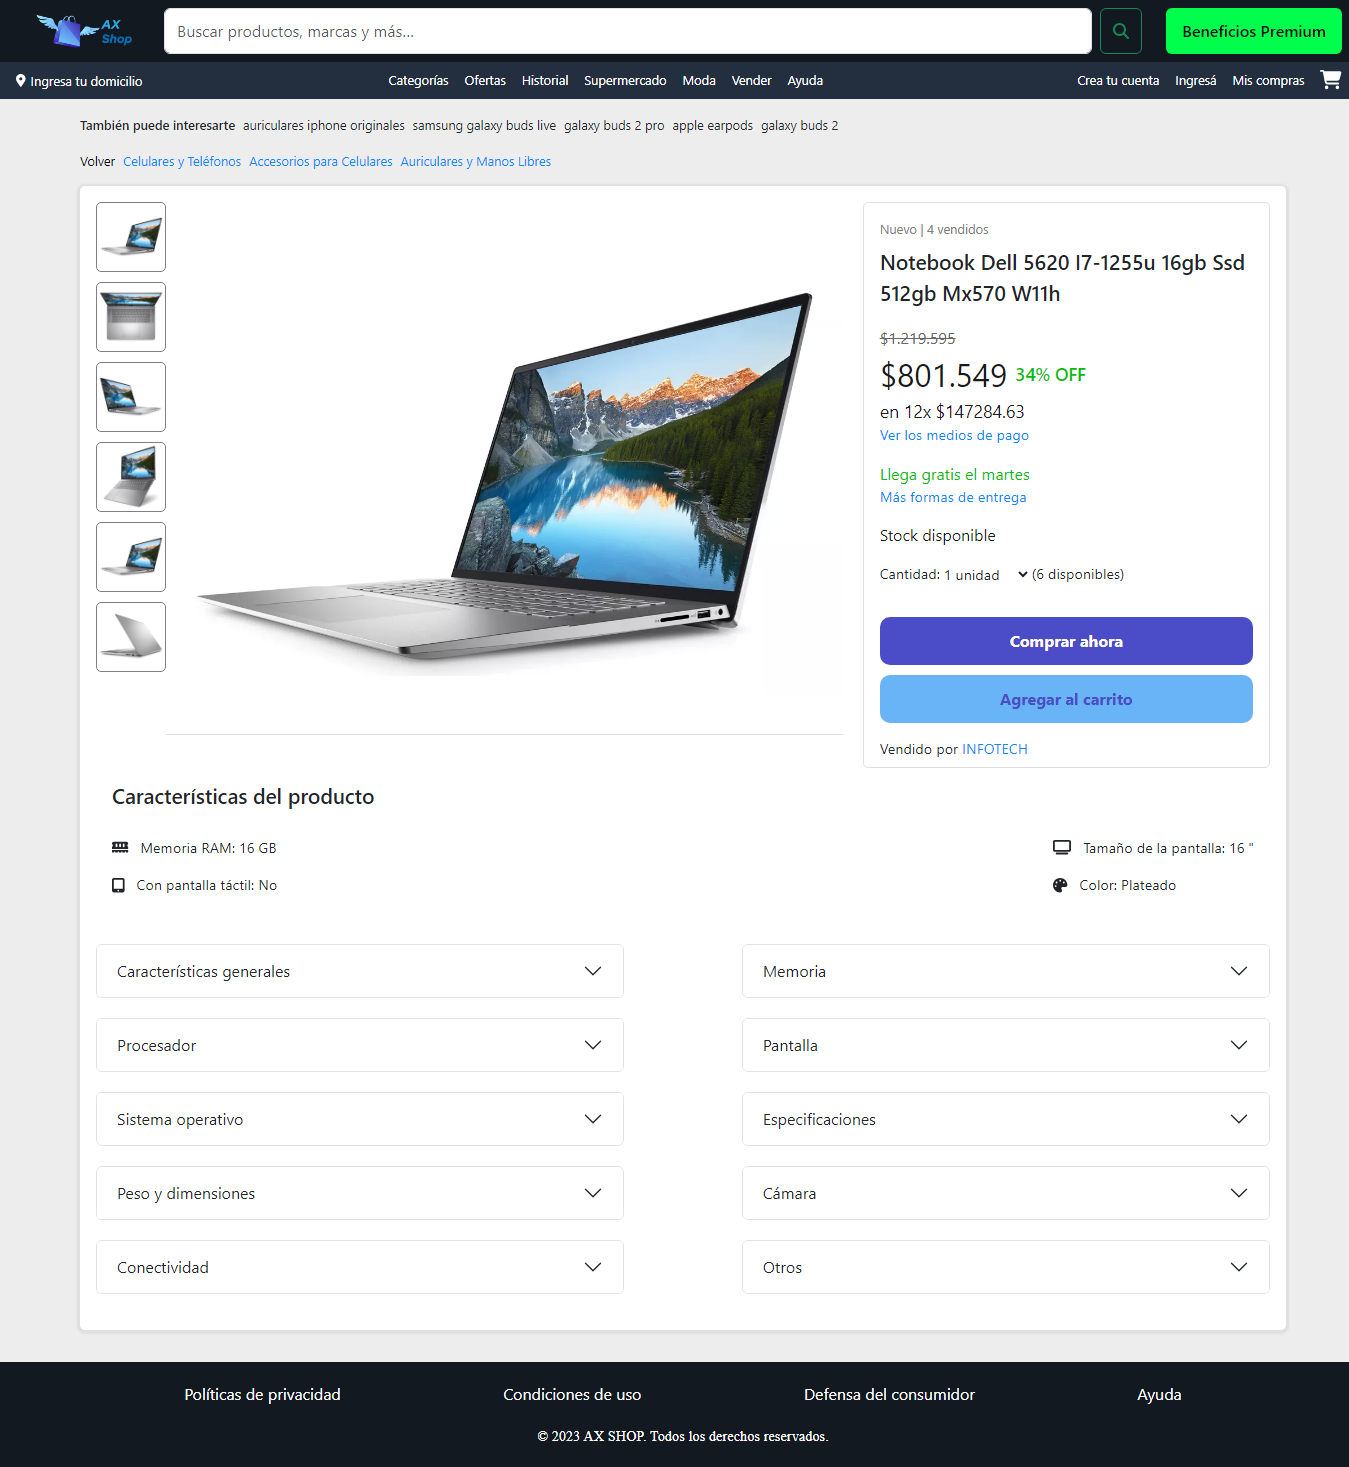 AX
Shop
Buscar productos, marcas y más...
Beneficios Premium
Ingresa tu domicilio
Categorías Ofertas Historial Supermercado Moda Vender Ayuda
Crea tu cuenta Ingresá Mis compras
También puede interesarte auriculares iphone originales samsung galaxy buds live galaxy buds 2 pro apple earpods galaxy buds 2
Volver Celulares y Teléfonos Accesorios para Celulares Auriculares y Manos Libres
Nuevo | 4 vendidos
Notebook Dell 5620 I7-1255u 16gb Ssd
512gb Mx570 W11h
$1.219.595
$801.549 34% OFF
en 12x $147284.63
Ver los medios de pago
Llega gratis el martes
Más formas de entrega
Stock disponible
Cantidad: 1 unidad (6 disponibles)
Comprar ahora
Agregar al carrito
Vendido por INFOTECH
Características del producto
Memoria RAM: 16 GB
Tamaño de la pantalla: 16 "
Con pantalla táctil: No
Color: Plateado
Características generales
Memoria
Procesador
Pantalla
Sistema operativo
Especificaciones
Peso y dimensiones
Cámara
Conectividad
Otros
Políticas de privacidad Condiciones de uso Defensa del consumidor Ayuda
© 2023 AX SHOP. Todos los derechos reservados.